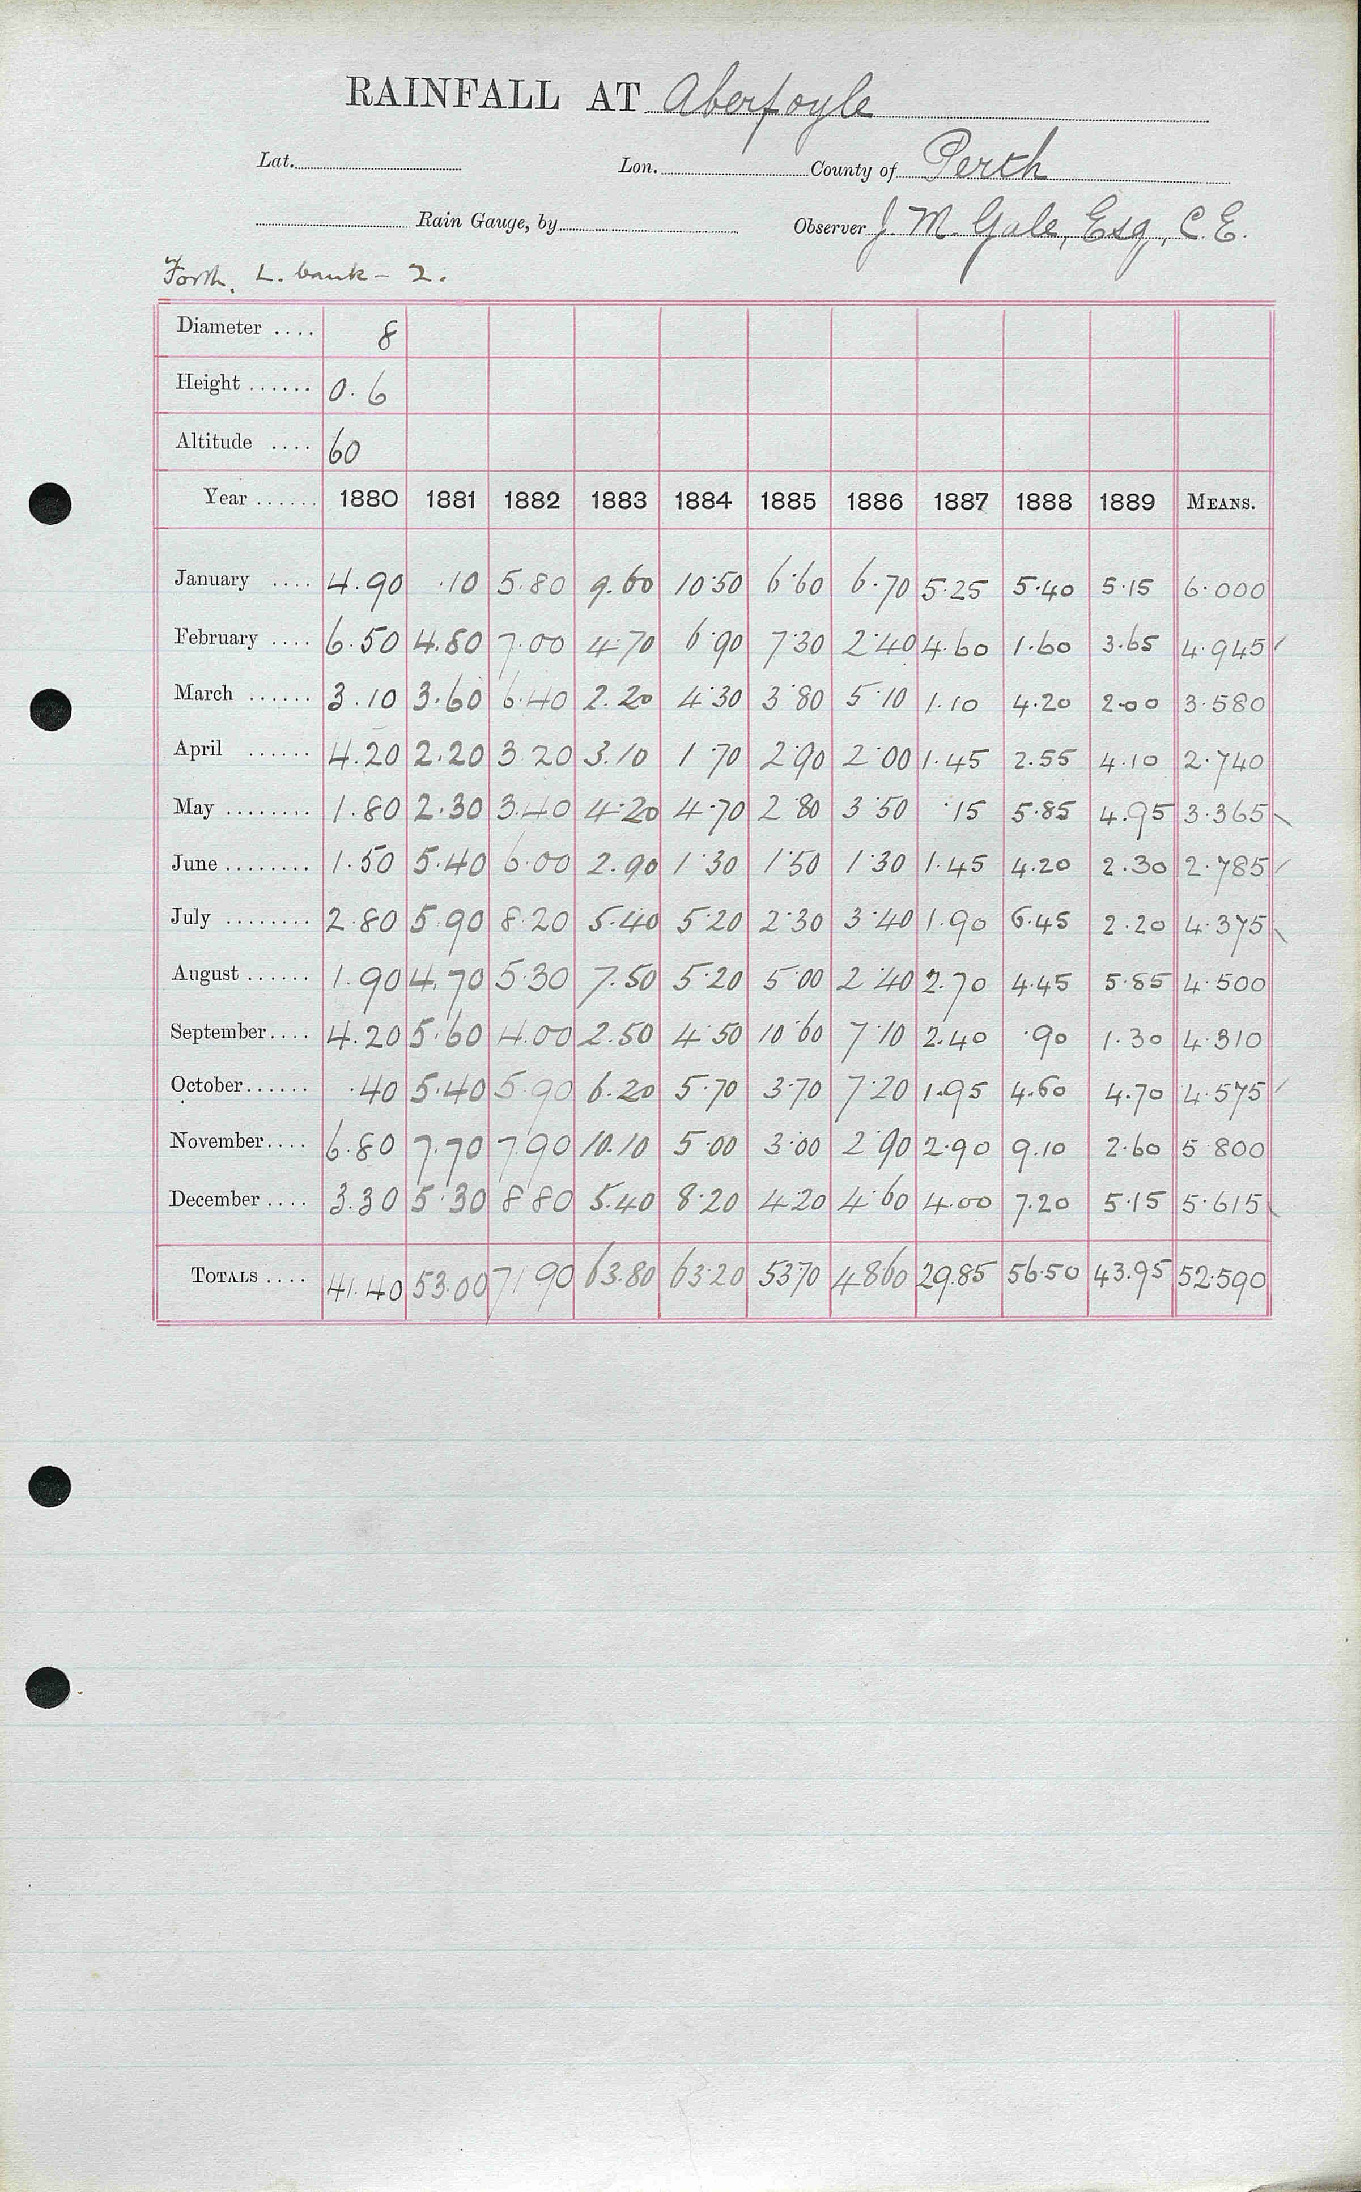 RAINFALL AT Aberfoyle
Lat. Lon. County of Perth
Rain Gauge, by Observer J. M. Gale, Esq, C.E.
Forth. L. bank - 2.
Diameter .... 8
Height ...... 0.6
Altitude .... 60
Year ...... 1880 1881 1882 1883 1884 1885 1886 1887 1888 1889 MEANS.
January .... 4.90 .10 5.80 9.60 10.50 6.60 6.70 5.25 5.40 5.15 6.000
February .... 6.50 4.80 7.00 4.70 6.90 7.30 2.40 4.60 1.60 3.65 4.945
March ...... 3.10 3.60 6.40 2.20 4.30 3.80 5.10 1.10 4.20 2.00 3.580
April ...... 4.20 2.20 3.20 3.10 1.70 2.90 2.00 1.45 2.55 4.10 2.740
May ........ 1.80 2.30 3.40 4.20 4.70 2.80 3.50 .15 5.85 4.95 3.365
June ........ 1.50 5.40 6.00 2.90 1.30 1.50 1.30 1.45 4.20 2.30 2.785
July ........ 2.80 5.90 8.20 5.40 5.20 2.30 3.40 1.90 6.45 2.20 4.375
August ...... 1.90 4.70 5.30 7.50 5.20 5.00 2.40 2.70 4.45 5.85 4.500
September .... 4.20 5.60 4.00 2.50 4.50 10.60 7.10 2.40 .90 1.30 4.310
October ...... .40 5.40 5.90 6.20 5.70 3.70 7.20 1.95 4.60 4.70 4.575
November .... 6.80 7.70 7.90 10.10 5.00 3.00 2.90 2.90 9.10 2.60 5.800
December .... 3.30 5.30 8.80 5.40 8.20 4.20 4.60 4.00 7.20 5.15 5.615
TOTALS .... 41.40 53.00 71.90 63.80 63.20 53.70 48.60 29.85 56.50 43.95 52.590